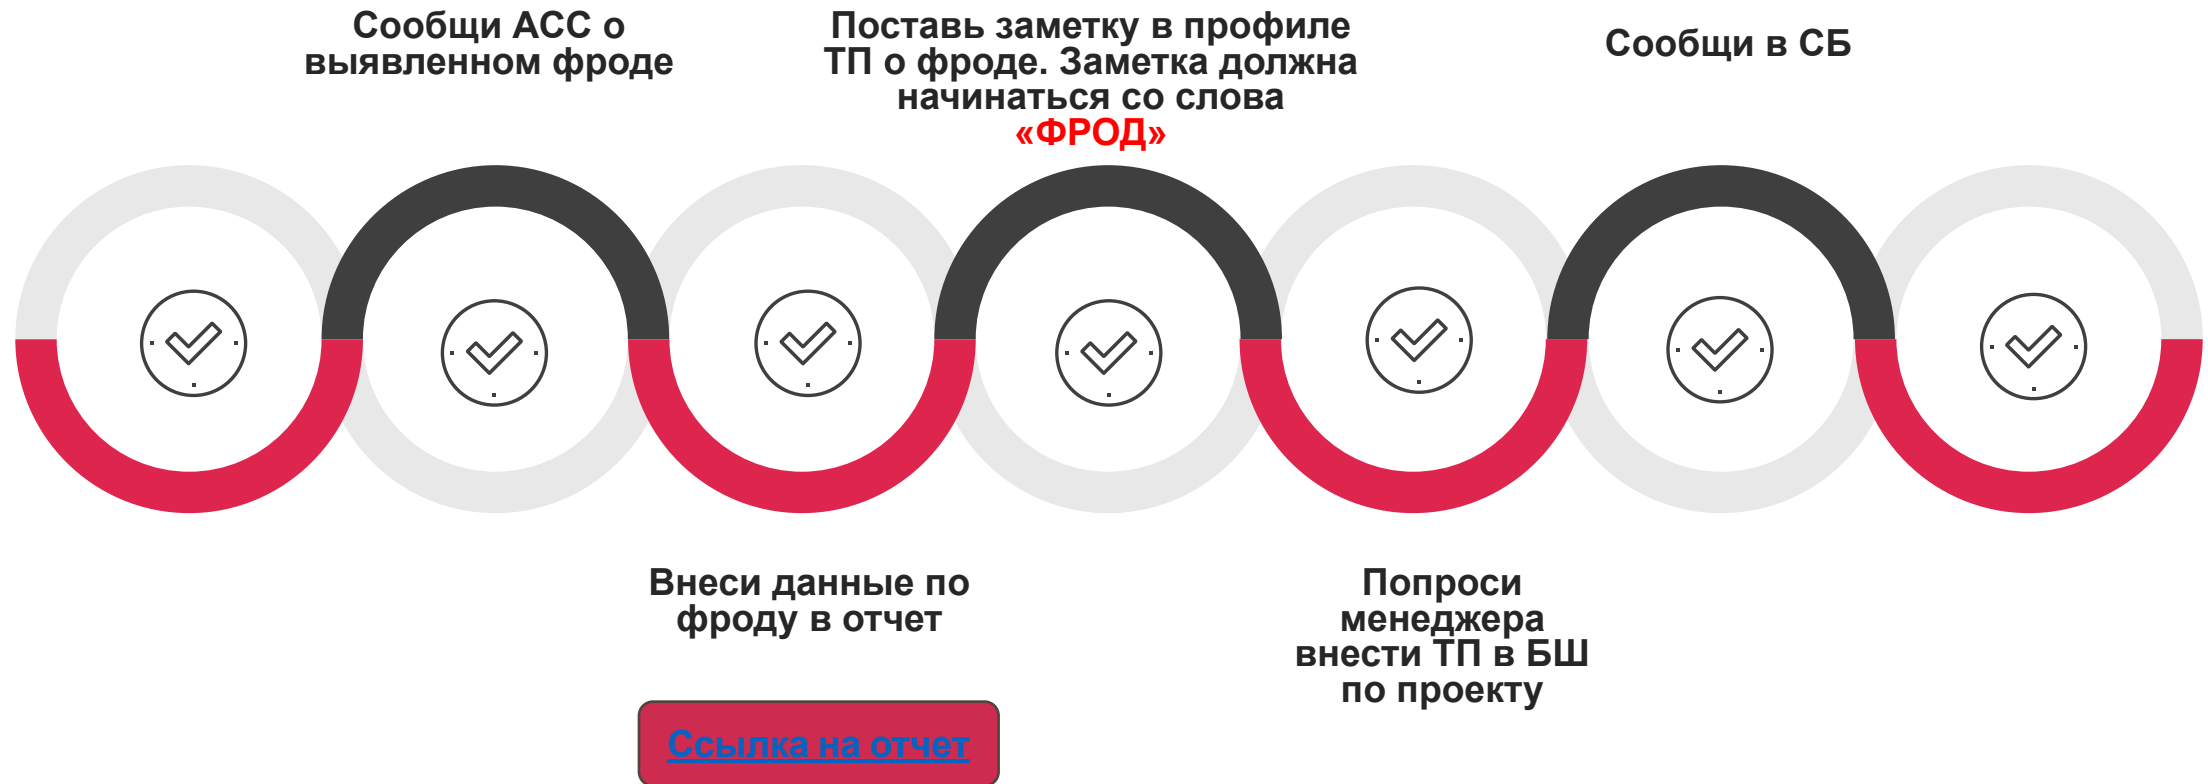 Сообщи АСС о
выявленном фроде
Поставь заметку в профиле
ТП о фроде. Заметка должна
начинаться со слова
«ФРОД»
Сообщи в СБ
Внеси данные по
фроду в отчет
Попроси
менеджера
внести ТП в БШ
по проекту
Ссылка на отчет